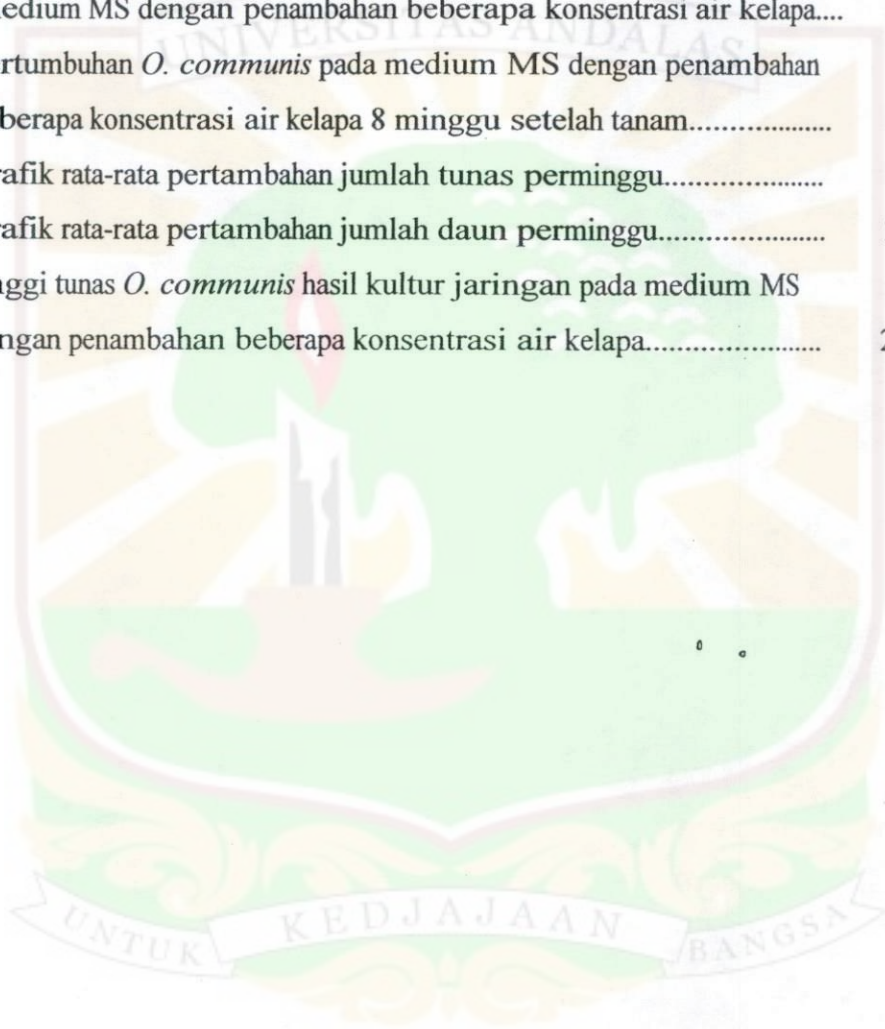 edium MS dengan penambahan beberapa konsentrasi air kelapa....
UNIVERSITAS ANDALAS
rtumbuhan O. communis pada medium MS dengan penambahan
berapa konsentrasi air kelapa 8 minggu setelah tanam...................
afik rata-rata pertambahan jumlah tunas perminggu......................
afik rata-rata pertambahan jumlah daun perminggu.......................
ggi tunas O. communis hasil kultur jaringan pada medium MS
ngan penambahan beberapa konsentrasi air kelapa........................
UNTUK KEDJAJAAN BANGSA